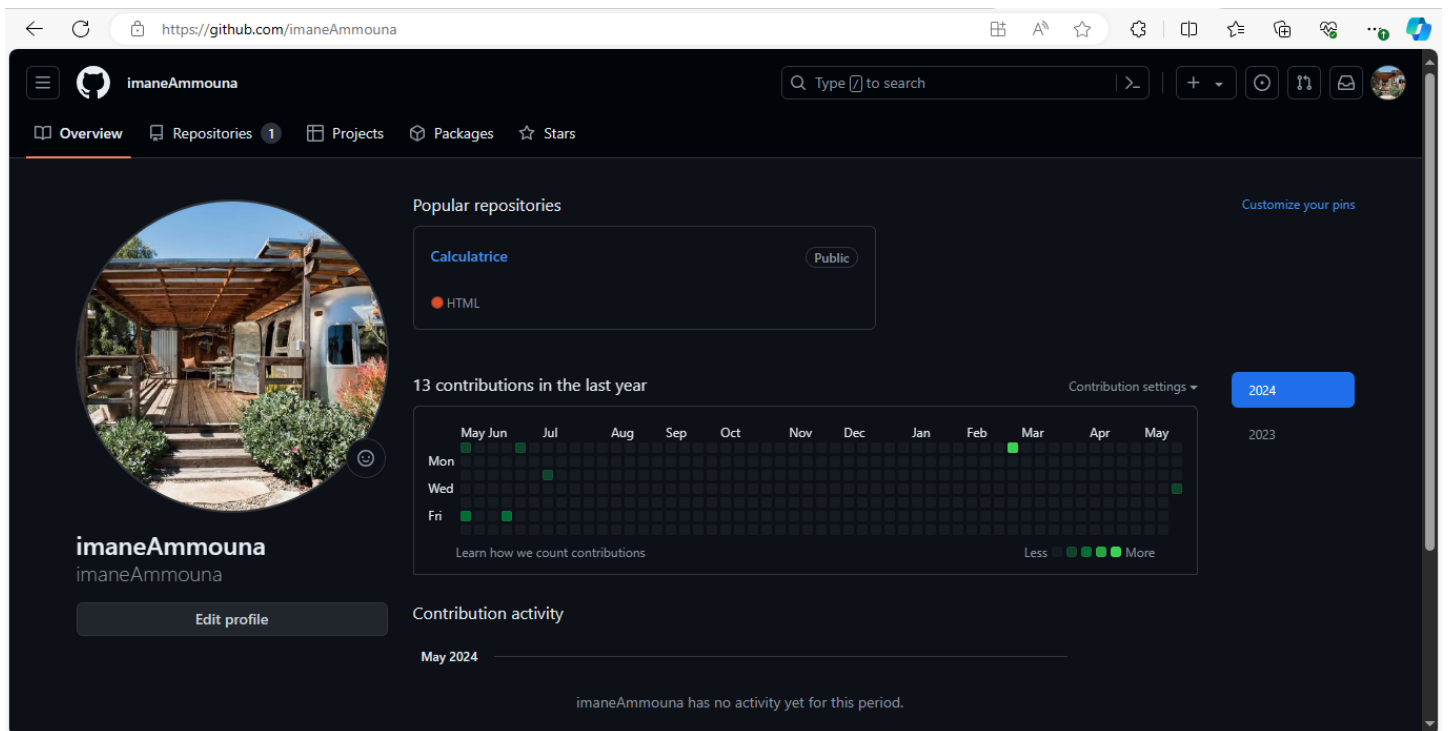 https://github.com/imaneAmmouna
imaneAmmouna
Type / to search
Overview Repositories 1 Projects Packages Stars
Popular repositories
Customize your pins
Calculatrice Public
HTML
13 contributions in the last year
Contribution settings
2024
2023
May Jun Jul Aug Sep Oct Nov Dec Jan Feb Mar Apr May
Mon
Wed
Fri
Learn how we count contributions
Less More
imaneAmmouna
imaneAmmouna
Edit profile
Contribution activity
May 2024
imaneAmmouna has no activity yet for this period.